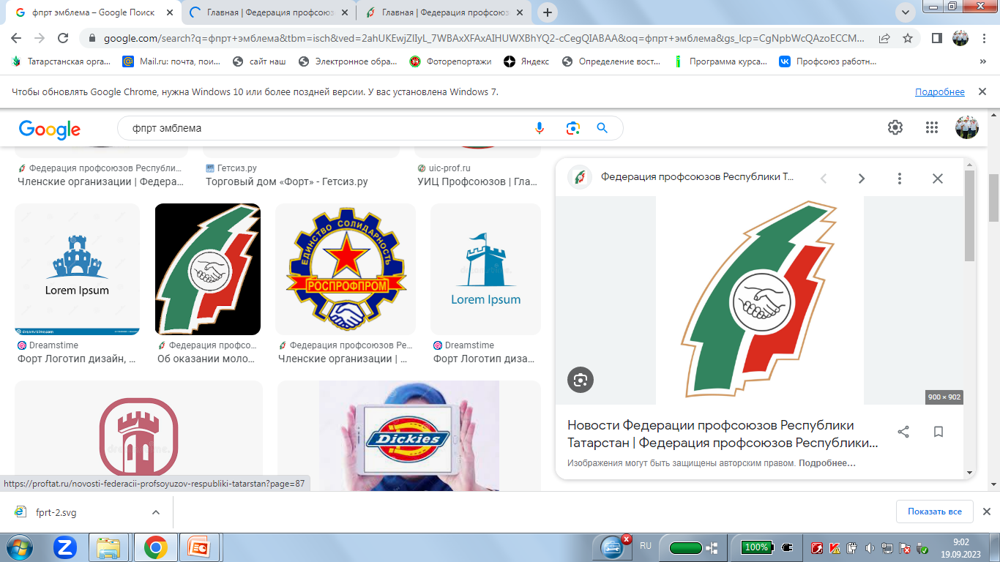 фпрт эмблема – Google Поиск
Главная | Федерация профсоюз
Главная | Федерация профсоюз
google.com/search?q=фпрт+эмблема&tbm=isch&ved=2ahUKEwjZlIyL_7WBAxXFAxAIHUWXBhYQ2-cCegQIABAA&oq=фпрт+эмблема&gs_lcp=CgNpbWcQAzoECCM...
Татарстанская орга...
Mail.ru: почта, пои...
сайт наш
Электронное образ...
Фоторепортажи
Яндекс
Определение вост...
Программа курса...
Профсоюз работн...
»
Чтобы обновлять Google Chrome, нужна Windows 10 или более поздней версии. У вас установлена Windows 7.
Подробнее
Google
фпрт эмблема
Федерация профсоюзов Республи...
Членские организации | Федера...
Гетсиз.ру
Торговый дом «Форт» - Гетсиз.ру
uic-prof.ru
УИЦ Профсоюзов | Гла...
Lorem Ipsum
dreamstime.com
Dreamstime
Форт Логотип дизайн, ...
Федерация профсо...
Об оказании моло...
ЕДИНСТВО СОЛИДАРНОСТЬ
РОСПРОФПРОМ
Федерация профсоюзов Ре...
Членские организации | ...
Lorem Ipsum
Dreamstime
Форт Логотип диза...
Dickies
Федерация профсоюзов Республики Т...
900 × 902
Новости Федерации профсоюзов Республики
Татарстан | Федерация профсоюзов Республики...
Изображения могут быть защищены авторским правом. Подробнее...
https://proftat.ru/novosti-federacii-profsoyuzov-respubliki-tatarstan?page=87
fprt-2.svg
Показать все
Z
RU
100%
9:02
19.09.2023